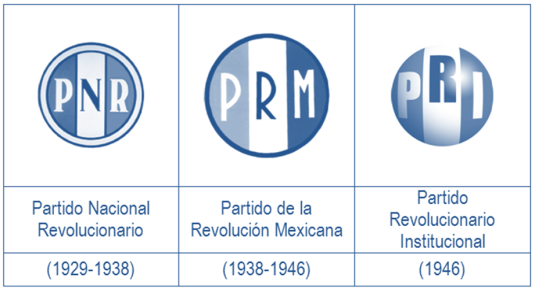 PNR
PRM
PRI
Partido Nacional
Revolucionario
Partido de la
Revolución Mexicana
Partido
Revolucionario
Institucional
(1929-1938)
(1938-1946)
(1946)